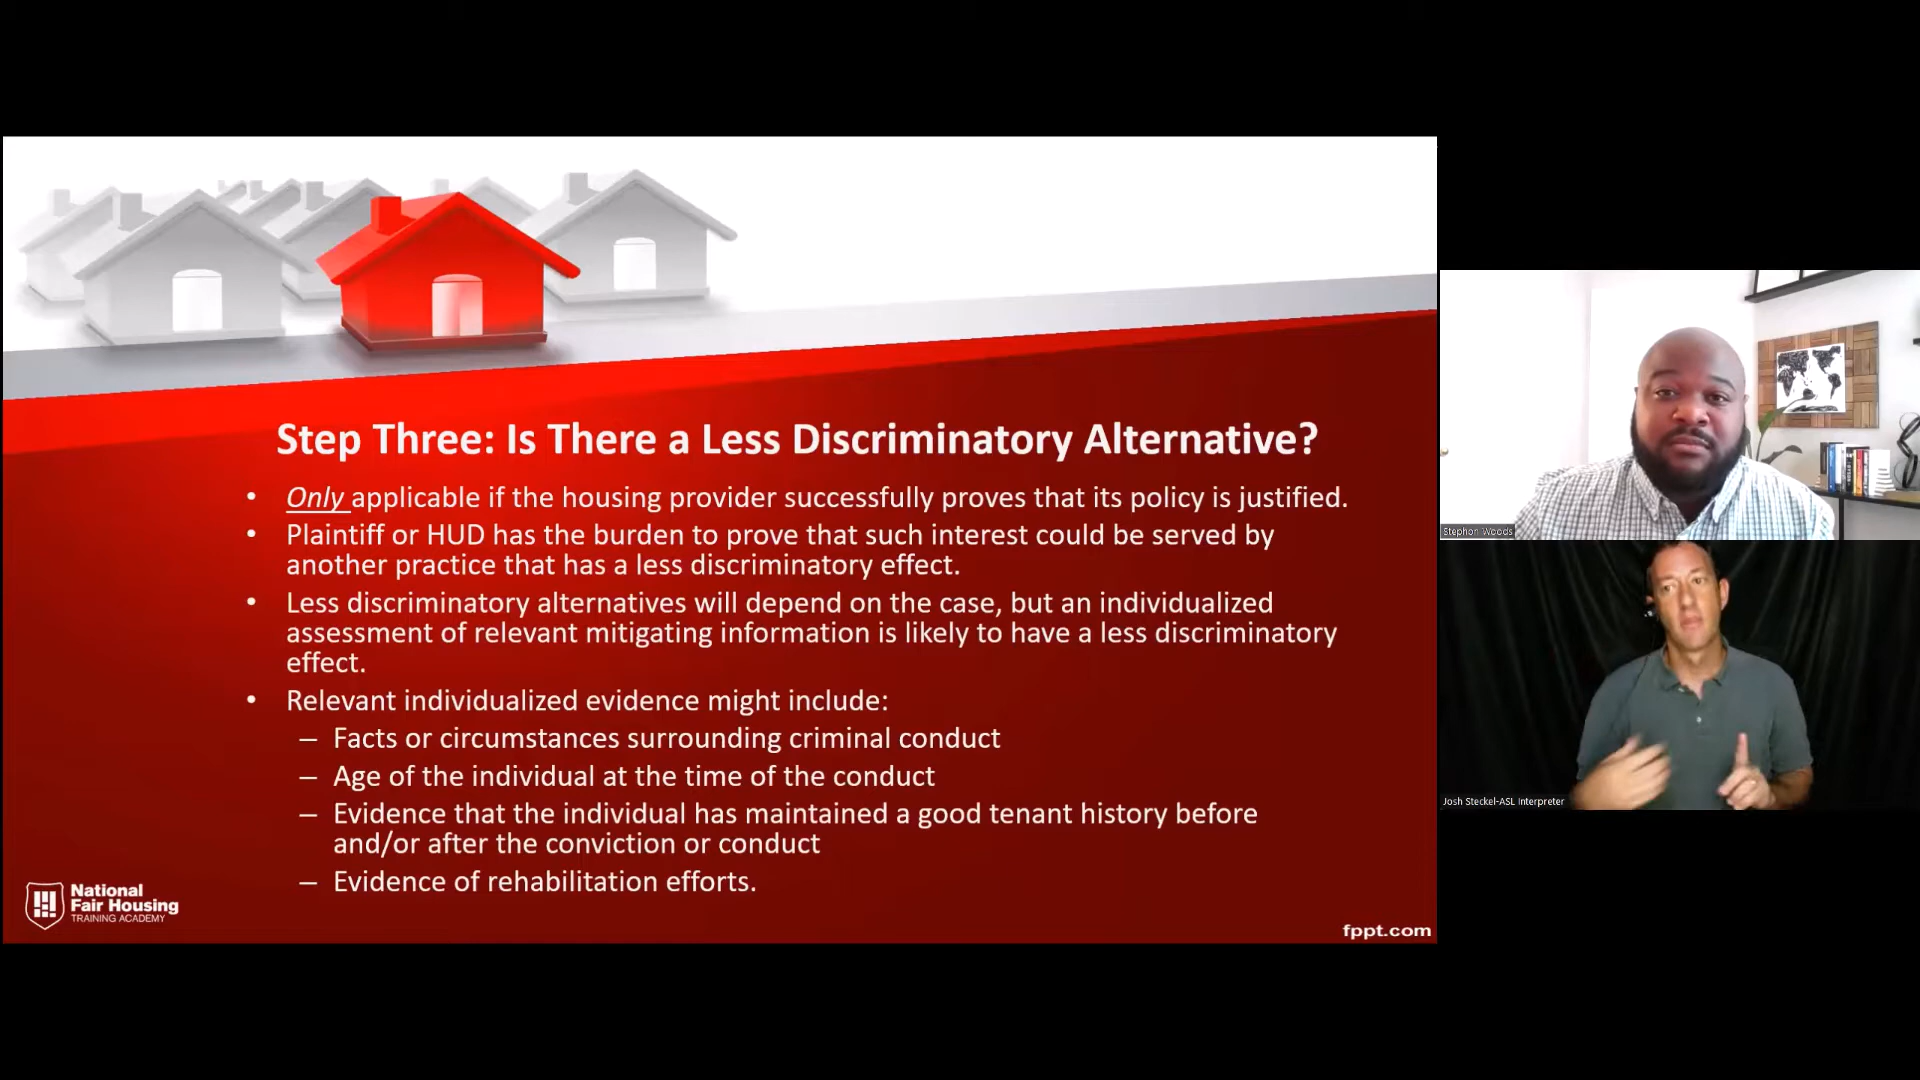 Step Three: Is There a Less Discriminatory Alternative?
• Only applicable if the housing provider successfully proves that its policy is justified.
• Plaintiff or HUD has the burden to prove that such interest could be served by
another practice that has a less discriminatory effect.
• Less discriminatory alternatives will depend on the case, but an individualized
assessment of relevant mitigating information is likely to have a less discriminatory
effect.
• Relevant individualized evidence might include:
– Facts or circumstances surrounding criminal conduct
– Age of the individual at the time of the conduct
– Evidence that the individual has maintained a good tenant history before
and/or after the conviction or conduct
– Evidence of rehabilitation efforts.
National
Fair Housing
TRAINING ACADEMY
fppt.com
Stephon Woods
Josh Steckel-ASL Interpreter